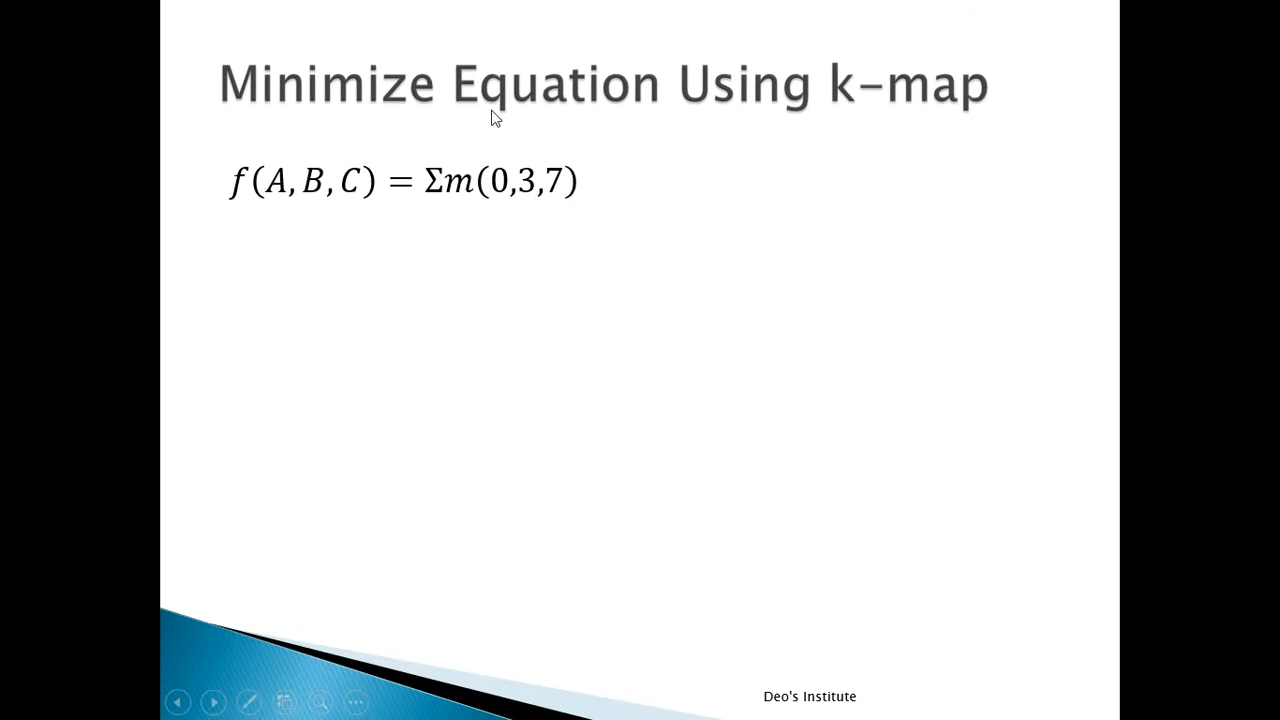 Minimize Equation Using k-map
f(A, B, C) = Σm(0,3,7)
Deo's Institute